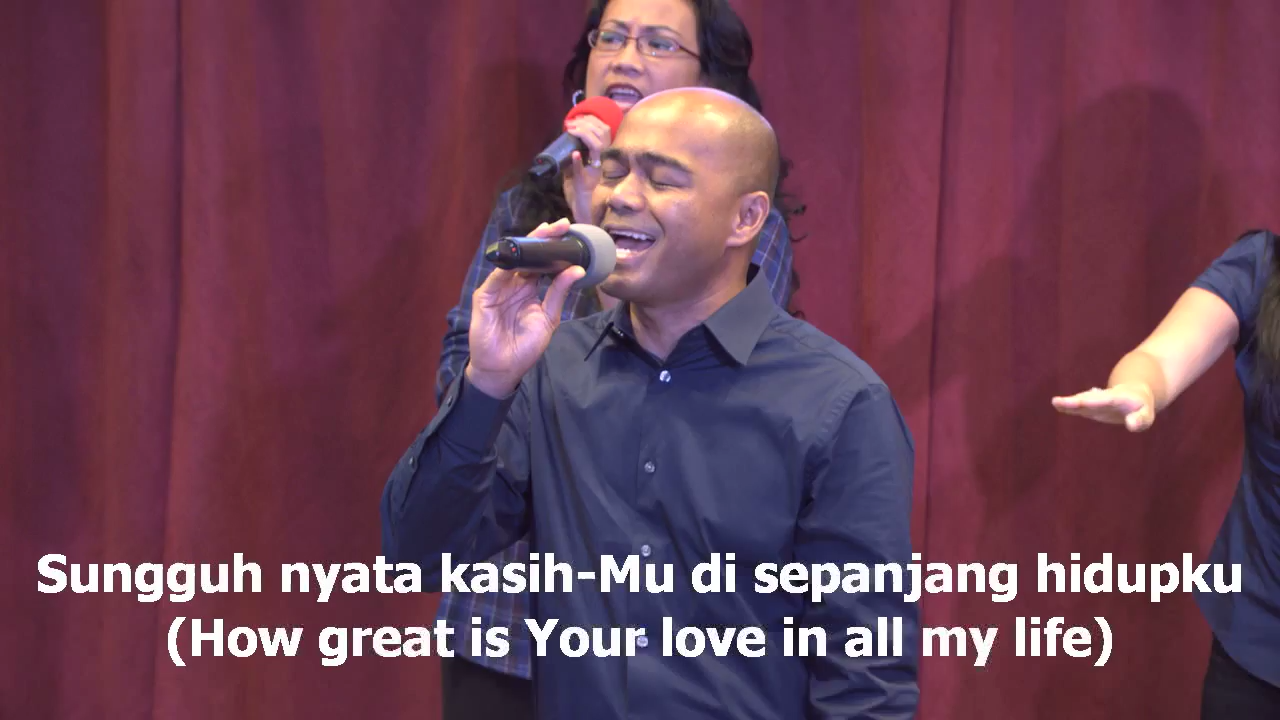 Sungguh nyata kasih-Mu di sepanjang hidupku
(How great is Your love in all my life)